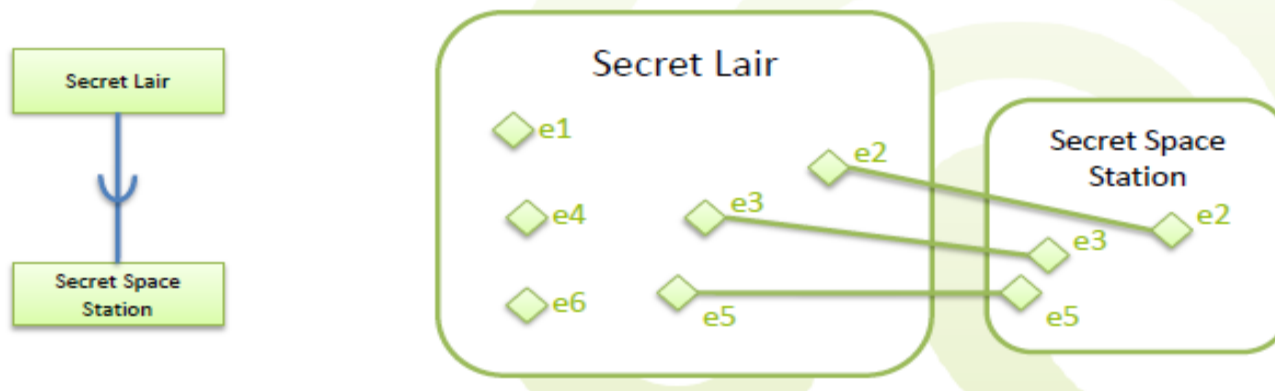 Secret Lair
Secret Space
Station
Secret Lair
e1
e2
e4
e3
e6
e5
Secret Space
Station
e2
e3
e5